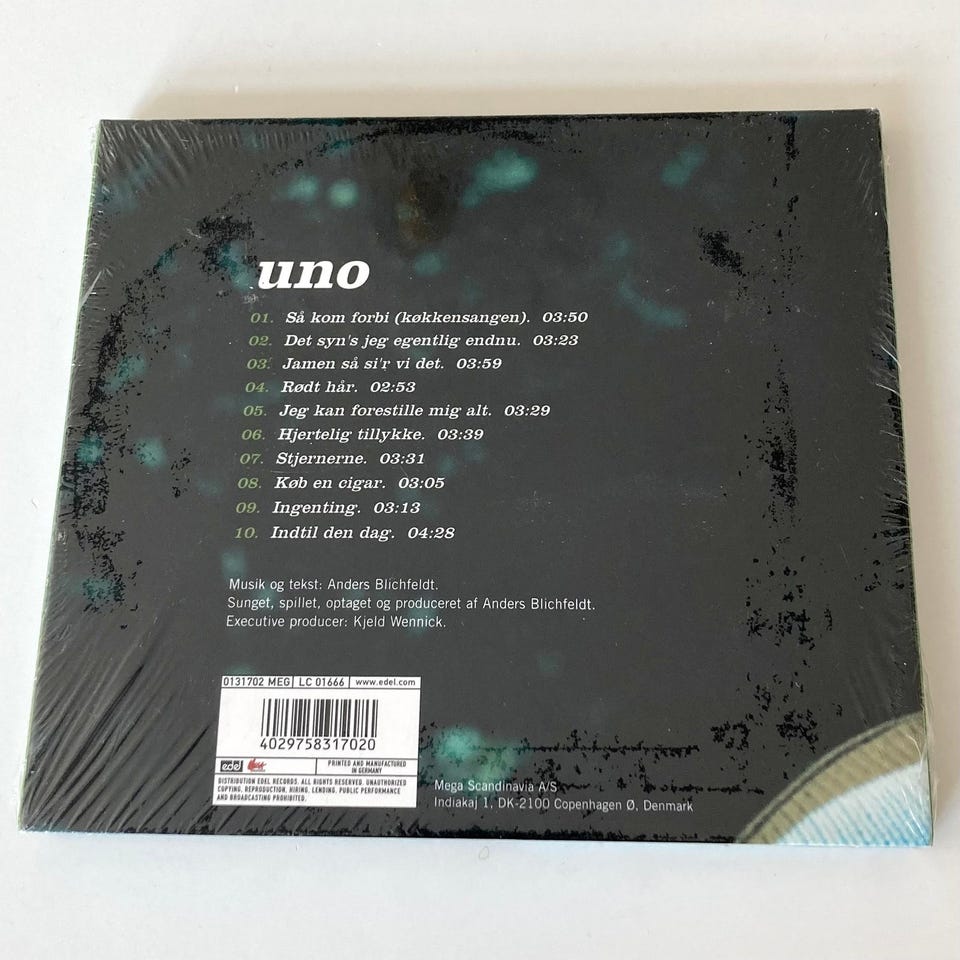 uno
01. Så kom forbi (køkkensangen). 03:50
02. Det syn's jeg egentlig endnu. 03:23
03. Jamen så si'r vi det. 03:59
04. Rødt hår. 02:53
05. Jeg kan forestille mig alt. 03:29
06. Hjertelig tillykke. 03:39
07. Stjernerne. 03:31
08. Køb en cigar. 03:05
09. Ingenting. 03:13
10. Indtil den dag. 04:28
Musik og tekst: Anders Blichfeldt.
Sunget, spillet, optaget og produceret af Anders Blichfeldt.
Executive producer: Kjeld Wennick.
0131702 MEG LC 01666 www.edel.com
4029758317020
edel
PRINTED AND MANUFACTURED
IN GERMANY
DISTRIBUTION EDEL RECORDS. ALL RIGHTS RESERVED. UNAUTHORIZED
COPYING, REPRODUCTION, HIRING, LENDING, PUBLIC PERFORMANCE
AND BROADCASTING PROHIBITED.
Mega Scandinavia A/S
Indiakaj 1, DK-2100 Copenhagen Ø, Denmark